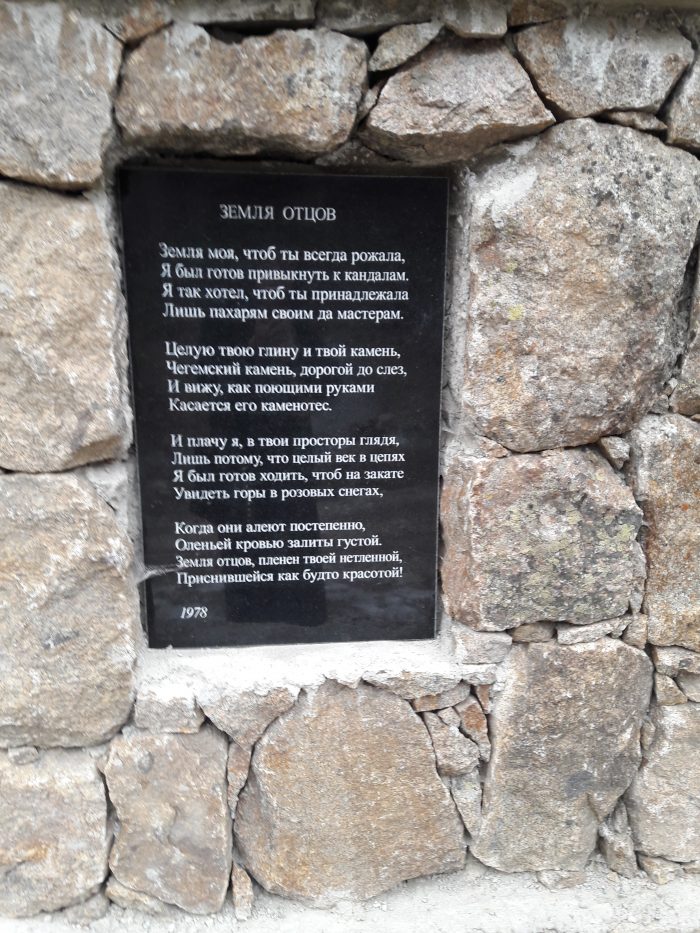 ЗЕМЛЯ ОТЦОВ
Земля моя, чтоб ты всегда рожала,
Я был готов привыкнуть к кандалам.
Я так хотел, чтоб ты принадлежала
Лишь пахарям своим да мастерам.
Целую твою глину и твой камень,
Чегемский камень, дорогой до слез,
И вижу, как поющими руками
Касается его каменотес.
И плачу я, в твои просторы глядя,
Лишь потому, что целый век в цепях
Я был готов ходить, чтоб на закате
Увидеть горы в розовых снегах,
Когда они алеют постепенно,
Оленьей кровью залиты густой.
Земля отцов, пленен твоей нетленной,
Приснившейся как будто красотой!
1978